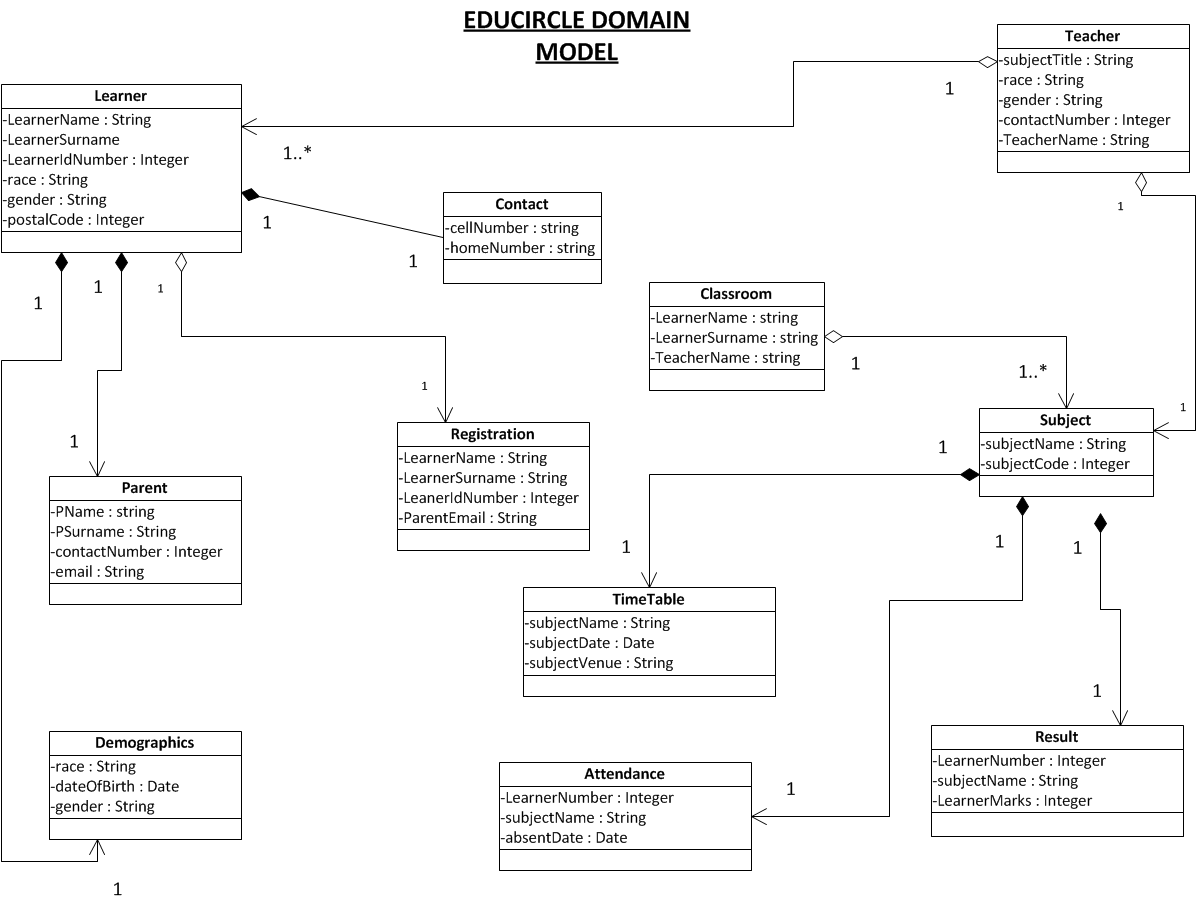 EDUCIRCLE DOMAIN
MODEL
Teacher
-subjectTitle : String
-race : String
-gender : String
-contactNumber : Integer
-TeacherName : String
1
1
Learner
-LearnerName : String
-LearnerSurname
-LearnerIdNumber : Integer
-race : String
-gender : String
-postalCode : Integer
1..*
1
1
1
1
Contact
-cellNumber : string
-homeNumber : string
1
Classroom
-LearnerName : string
-LearnerSurname : string
-TeacherName : string
1
1..*
1
Subject
-subjectName : String
-subjectCode : Integer
1
1
1
1
Registration
-LearnerName : String
-LearnerSurname : String
-LeanerIdNumber : Integer
-ParentEmail : String
1
Parent
-PName : string
-PSurname : String
-contactNumber : Integer
-email : String
1
TimeTable
-subjectName : String
-subjectDate : Date
-subjectVenue : String
1
Result
-LearnerNumber : Integer
-subjectName : String
-LearnerMarks : Integer
Demographics
-race : String
-dateOfBirth : Date
-gender : String
1
Attendance
-LearnerNumber : Integer
-subjectName : String
-absentDate : Date
1